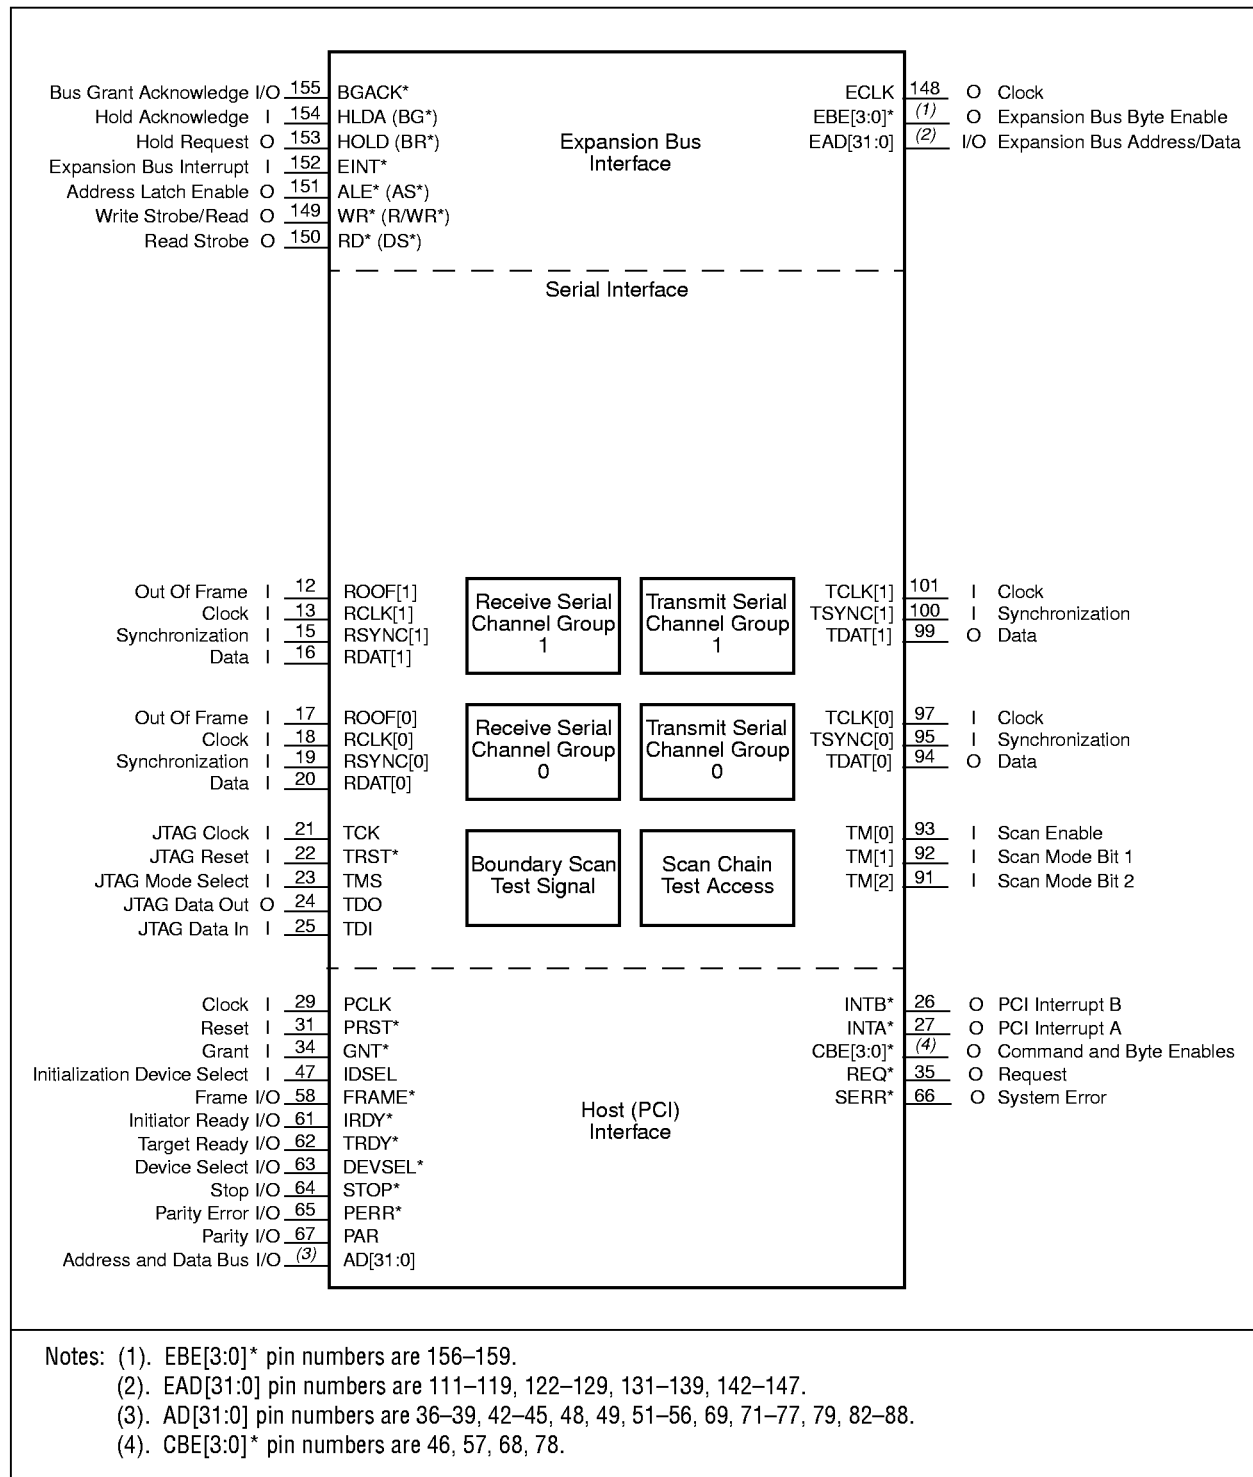 Bus Grant Acknowledge I/O 155 BGACK*
Hold Acknowledge I 154 HLDA (BG*)
Hold Request O 153 HOLD (BR*)
Expansion Bus Interrupt I 152 EINT*
Address Latch Enable O 151 ALE* (AS*)
Write Strobe/Read O 149 WR* (R/WR*)
Read Strobe O 150 RD* (DS*)
Expansion Bus
Interface
ECLK 148 O Clock
EBE[3:0]* (1) O Expansion Bus Byte Enable
EAD[31:0] (2) I/O Expansion Bus Address/Data
Serial Interface
Out Of Frame I 12 ROOF[1]
Clock I 13 RCLK[1]
Synchronization I 15 RSYNC[1]
Data I 16 RDAT[1]
Receive Serial
Channel Group
1
Transmit Serial
Channel Group
1
TCLK[1] 101 I Clock
TSYNC[1] 100 I Synchronization
TDAT[1] 99 O Data
Out Of Frame I 17 ROOF[0]
Clock I 18 RCLK[0]
Synchronization I 19 RSYNC[0]
Data I 20 RDAT[0]
Receive Serial
Channel Group
0
Transmit Serial
Channel Group
0
TCLK[0] 97 I Clock
TSYNC[0] 95 I Synchronization
TDAT[0] 94 O Data
JTAG Clock I 21 TCK
JTAG Reset I 22 TRST*
JTAG Mode Select I 23 TMS
JTAG Data Out O 24 TDO
JTAG Data In I 25 TDI
Boundary Scan
Test Signal
Scan Chain
Test Access
TM[0] 93 I Scan Enable
TM[1] 92 I Scan Mode Bit 1
TM[2] 91 I Scan Mode Bit 2
Clock I 29 PCLK
Reset I 31 PRST*
Grant I 34 GNT*
Initialization Device Select I 47 IDSEL
Frame I/O 58 FRAME*
Initiator Ready I/O 61 IRDY*
Target Ready I/O 62 TRDY*
Device Select I/O 63 DEVSEL*
Stop I/O 64 STOP*
Parity Error I/O 65 PERR*
Parity I/O 67 PAR
Address and Data Bus I/O (3) AD[31:0]
Host (PCI)
Interface
INTB* 26 O PCI Interrupt B
INTA* 27 O PCI Interrupt A
CBE[3:0]* (4) O Command and Byte Enables
REQ* 35 O Request
SERR* 66 O System Error
Notes: (1). EBE[3:0]* pin numbers are 156–159.
(2). EAD[31:0] pin numbers are 111–119, 122–129, 131–139, 142–147.
(3). AD[31:0] pin numbers are 36–39, 42–45, 48, 49, 51–56, 69, 71–77, 79, 82–88.
(4). CBE[3:0]* pin numbers are 46, 57, 68, 78.